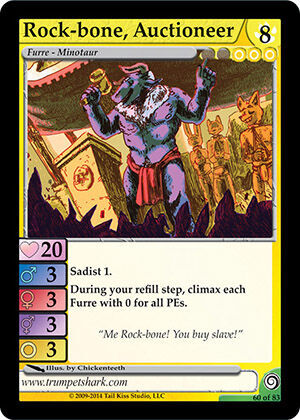 Rock-bone, Auctioneer 8
Furre - Minotaur
20
3
3
3
3
Sadist 1.
During your refill step, climax each
Furre with 0 for all PEs.
"Me Rock-bone! You buy slave!"
Illus. by Chickenteeth
www.trumpetshark.com
60 of 83
© 2009-2014 Tail Kiss Studio, LLC